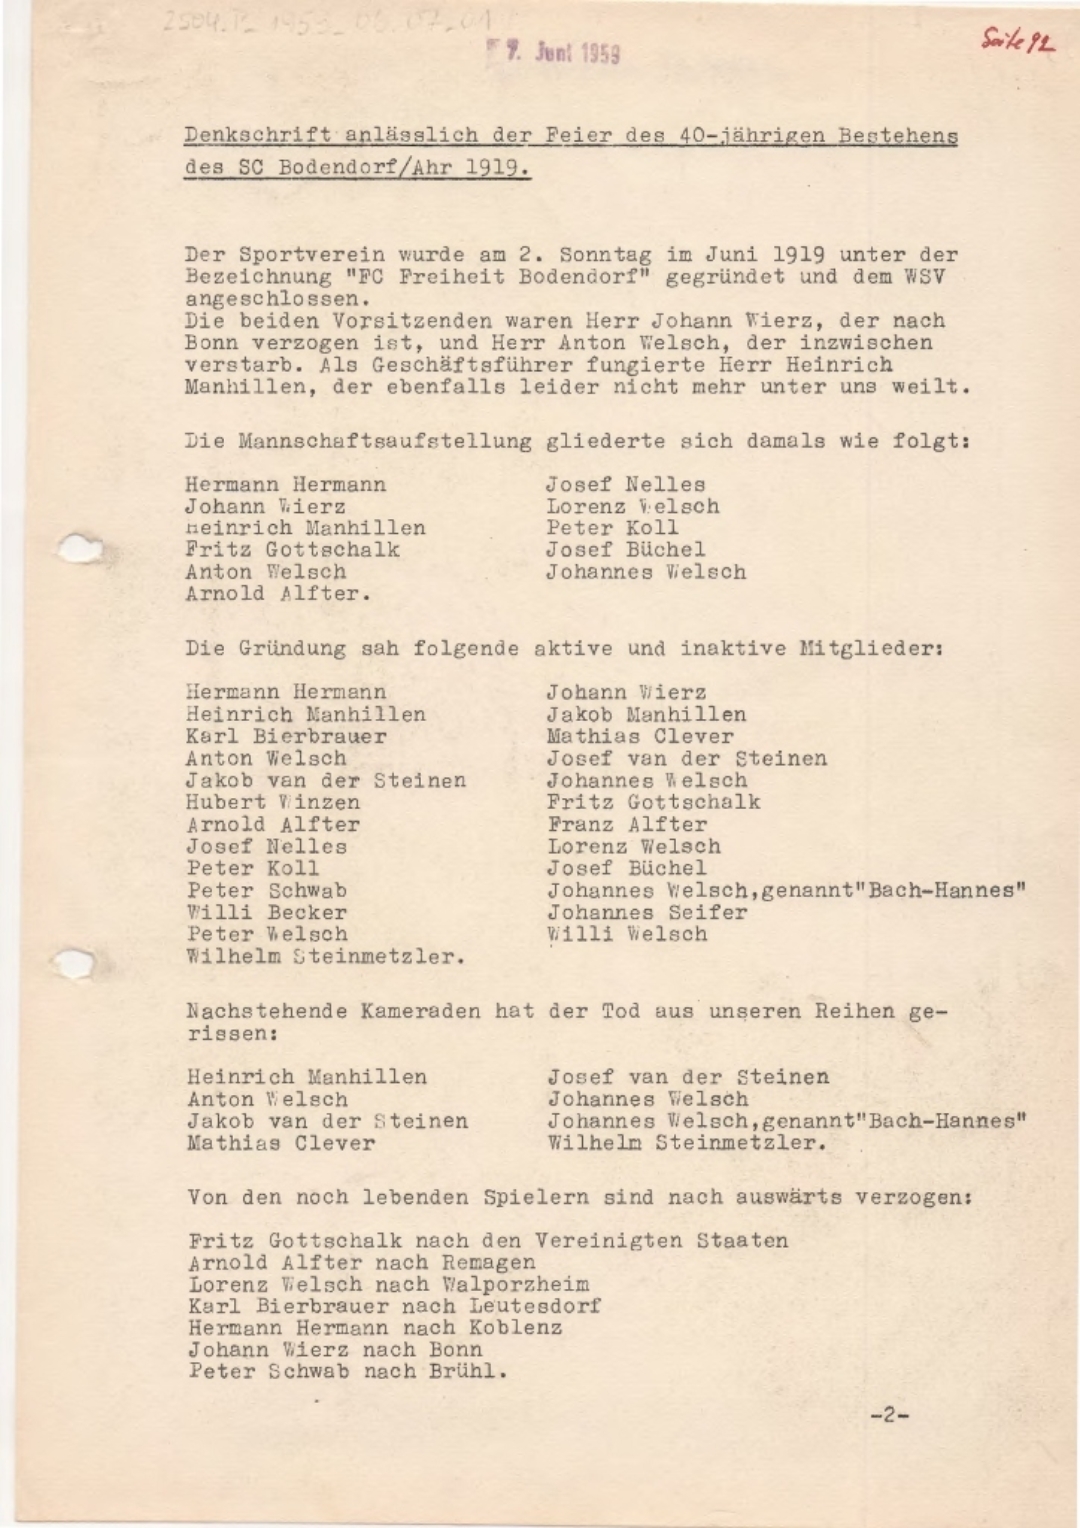 7. Juni 1959
Seite 92
Denkschrift anlässlich der Feier des 40-jährigen Bestehens
des SC Bodendorf/Ahr 1919.
Der Sportverein wurde am 2. Sonntag im Juni 1919 unter der
Bezeichnung "FC Freiheit Bodendorf" gegründet und dem WSV
angeschlossen.
Die beiden Vorsitzenden waren Herr Johann Wierz, der nach
Bonn verzogen ist, und Herr Anton Welsch, der inzwischen
verstarb. Als Geschäftsführer fungierte Herr Heinrich
Manhillen, der ebenfalls leider nicht mehr unter uns weilt.
Die Mannschaftsaufstellung gliederte sich damals wie folgt:
Hermann Hermann Josef Nelles
Johann Wierz Lorenz Welsch
Heinrich Manhillen Peter Koll
Fritz Gottschalk Josef Büchel
Anton Welsch Johannes Welsch
Arnold Alfter.
Die Gründung sah folgende aktive und inaktive Mitglieder:
Hermann Hermann Johann Wierz
Heinrich Manhillen Jakob Manhillen
Karl Bierbrauer Mathias Clever
Anton Welsch Josef van der Steinen
Jakob van der Steinen Johannes Welsch
Hubert Winzen Fritz Gottschalk
Arnold Alfter Franz Alfter
Josef Nelles Lorenz Welsch
Peter Koll Josef Büchel
Peter Schwab Johannes Welsch,genannt"Bach-Hannes"
Willi Becker Johannes Seifer
Peter Welsch Willi Welsch
Wilhelm Steinmetzler.
Nachstehende Kameraden hat der Tod aus unseren Reihen ge-
rissen:
Heinrich Manhillen Josef van der Steinen
Anton Welsch Johannes Welsch
Jakob van der Steinen Johannes Welsch,genannt"Bach-Hannes"
Mathias Clever Wilhelm Steinmetzler.
Von den noch lebenden Spielern sind nach auswärts verzogen:
Fritz Gottschalk nach den Vereinigten Staaten
Arnold Alfter nach Remagen
Lorenz Welsch nach Walporzheim
Karl Bierbrauer nach Leutesdorf
Hermann Hermann nach Koblenz
Johann Wierz nach Bonn
Peter Schwab nach Brühl.
-2-